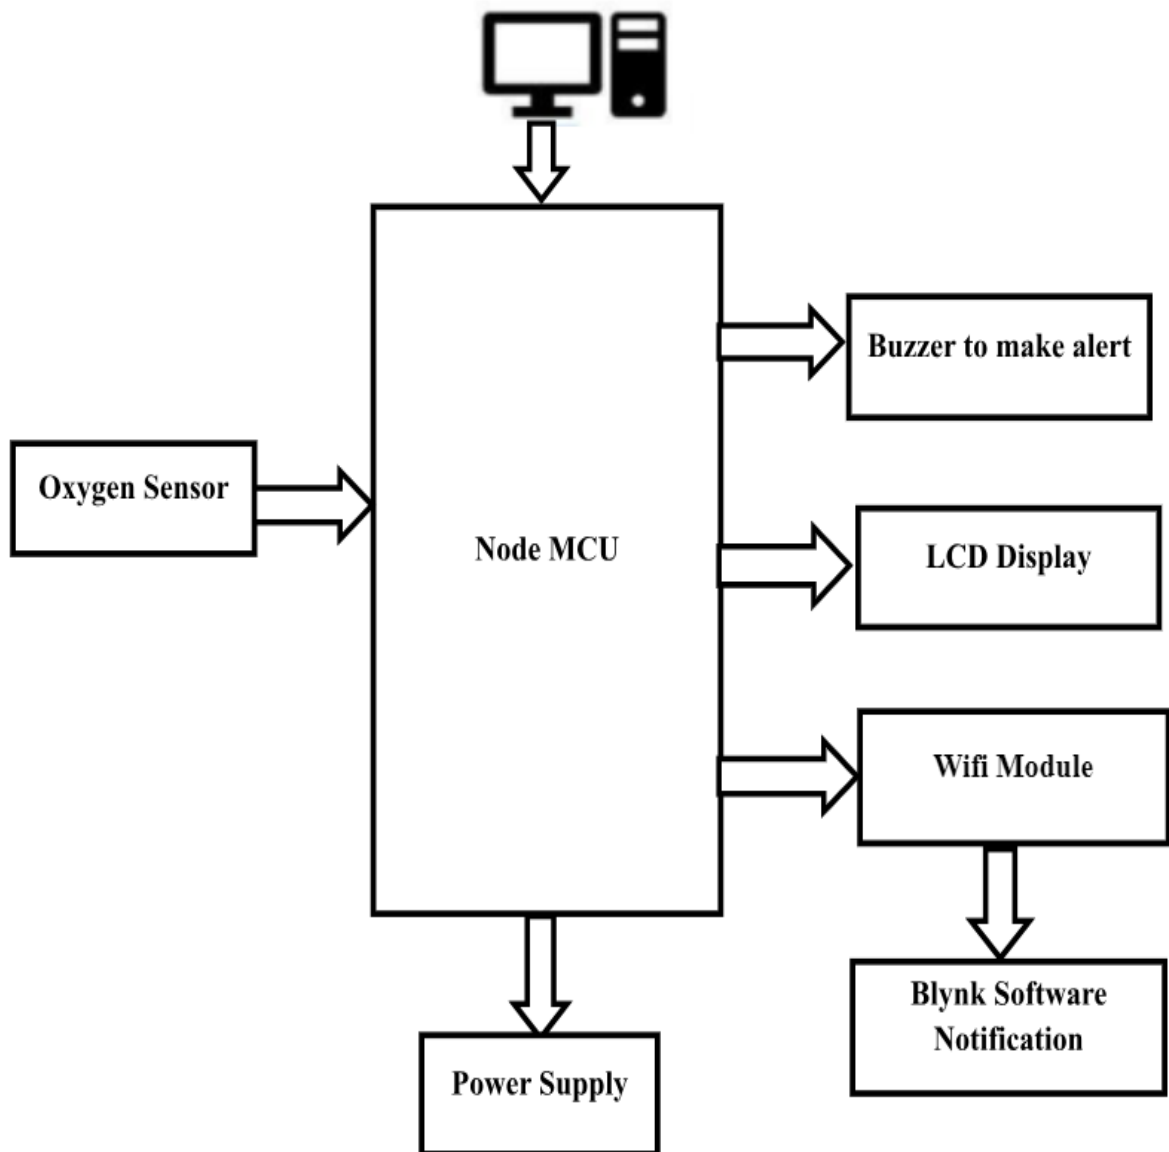 Buzzer to make alert
Oxygen Sensor
Node MCU
LCD Display
Wifi Module
Blynk Software
Notification
Power Supply